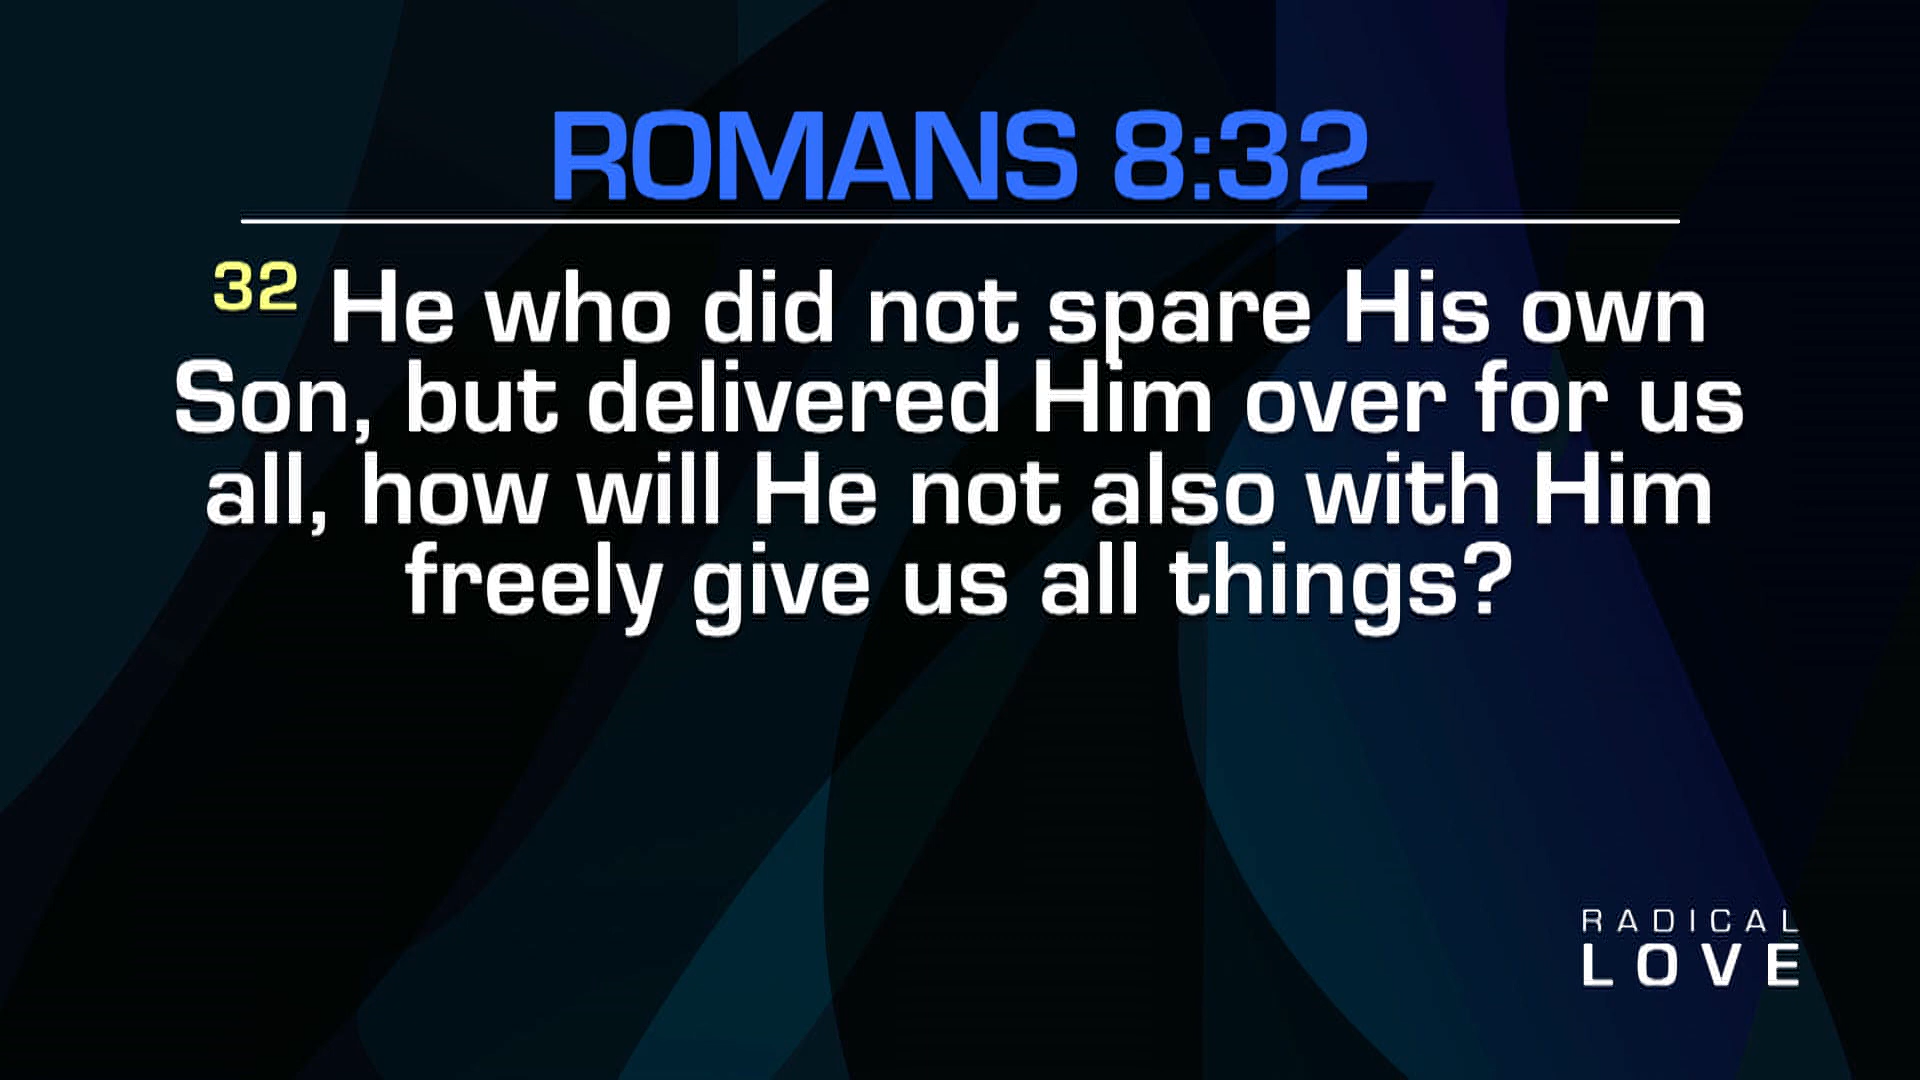 ROMANS 8:32
32 He who did not spare His own
Son, but delivered Him over for us
all, how will He not also with Him
freely give us all things?
RADICAL
LOVE